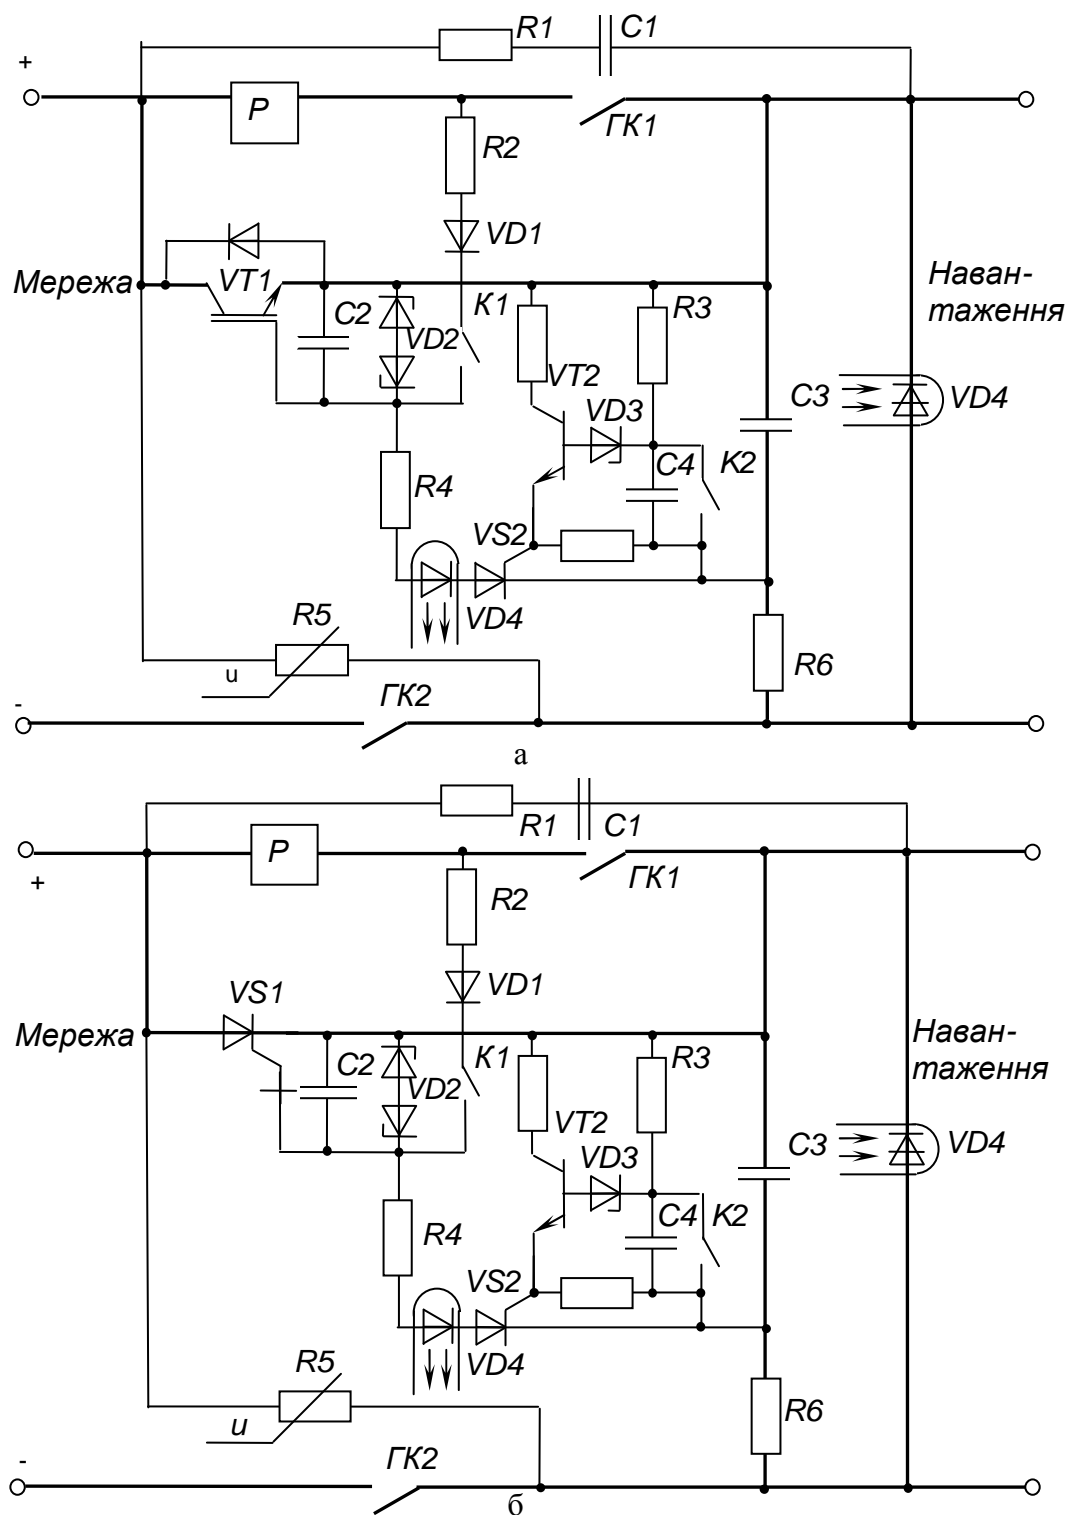 R1
C1
+
P
ГК1
R2
VD1
Мережа
VT1
C2
VD2
К1
R3
Наван-
таження
VT2
VD3
C3
VD4
R4
C4
K2
VS2
VD4
R5
u
R6
ГК2
-
а
R1
C1
+
P
ГК1
R2
VS1
VD1
Мережа
C2
VD2
К1
R3
Наван-
таження
VT2
VD3
C3
VD4
R4
C4
K2
VS2
VD4
R5
u
R6
ГК2
-
б